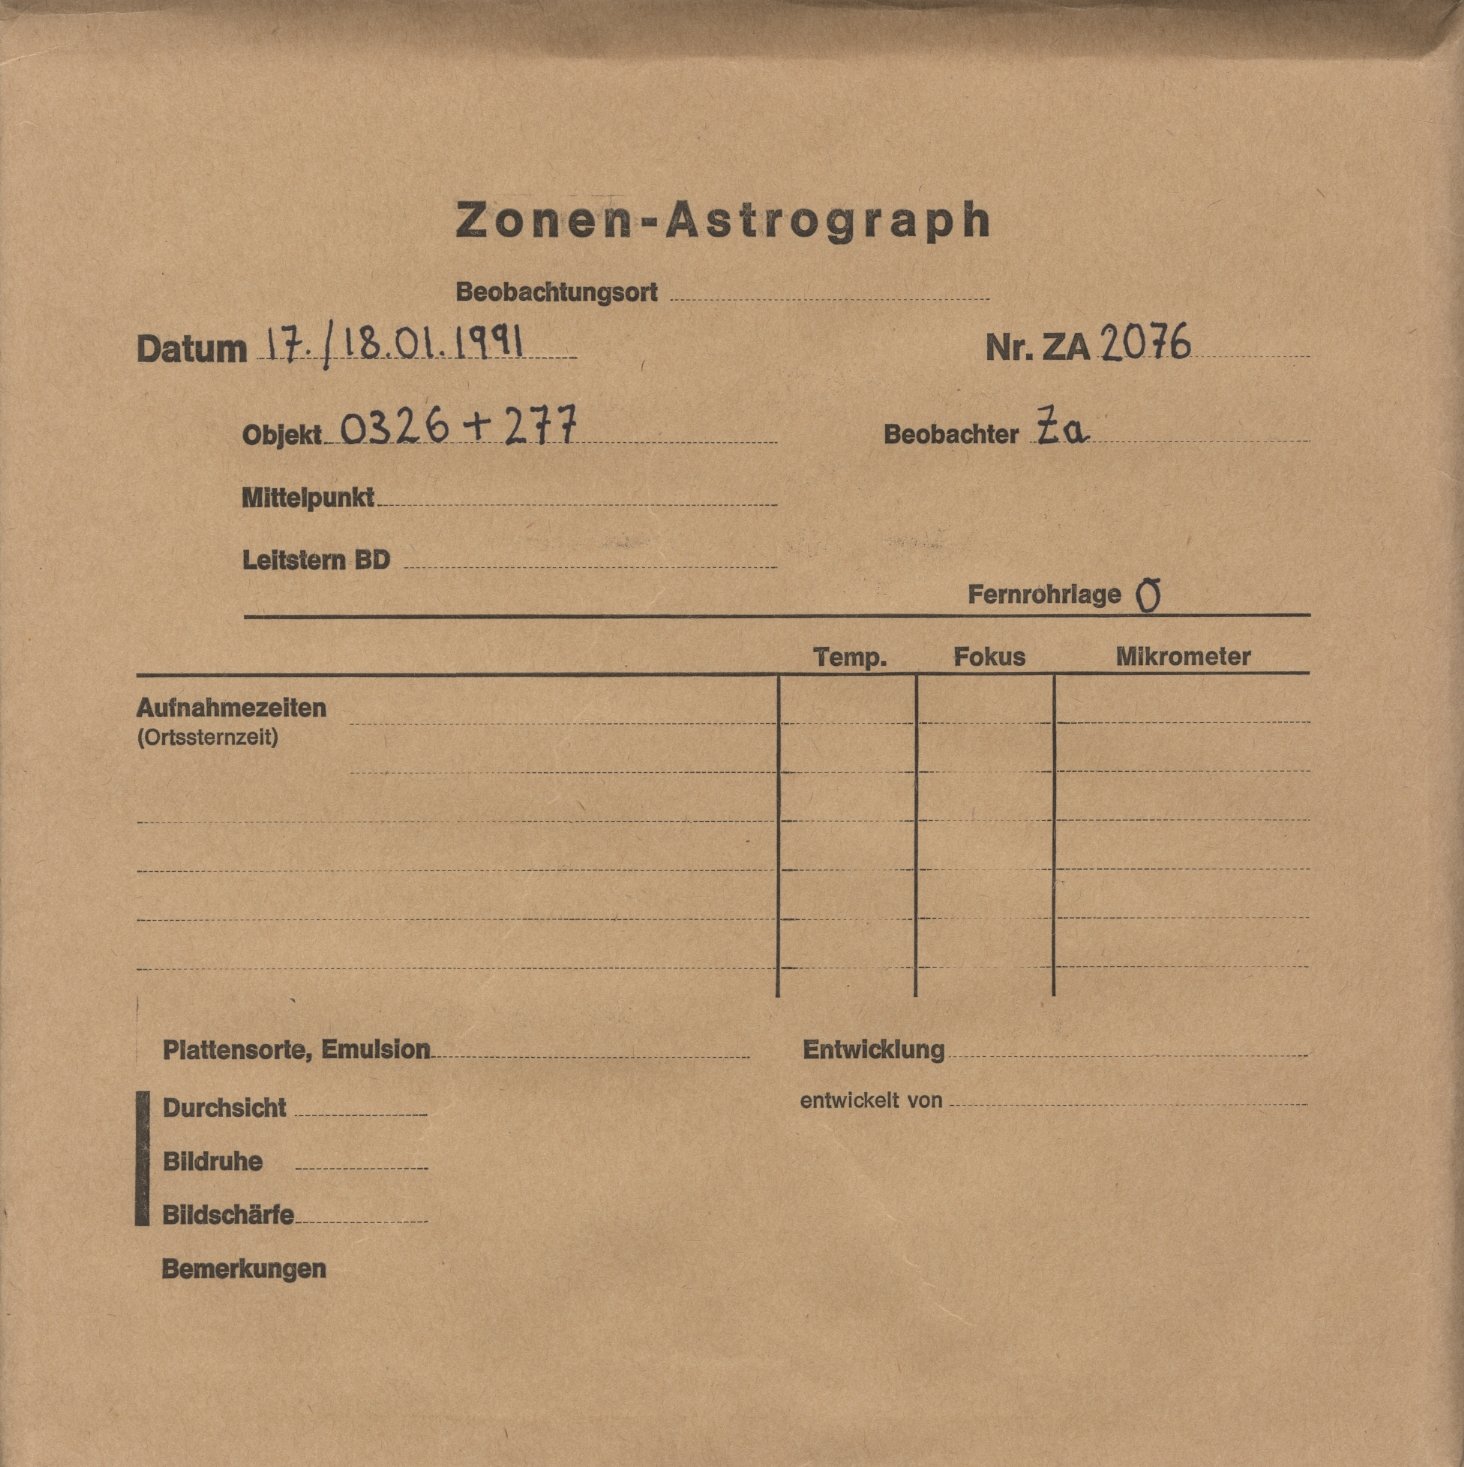 Zonen-Astrograph
Beobachtungsort
Datum 17./18.01.1991 Nr. ZA 2076
Objekt 0326 + 277 Beobachter Za
Mittelpunkt
Leitstern BD
Fernrohrlage O
Temp. Fokus Mikrometer
Aufnahmezeiten
(Ortssternzeit)
Plattensorte, Emulsion Entwicklung
Durchsicht entwickelt von
Bildruhe
Bildschärfe
Bemerkungen